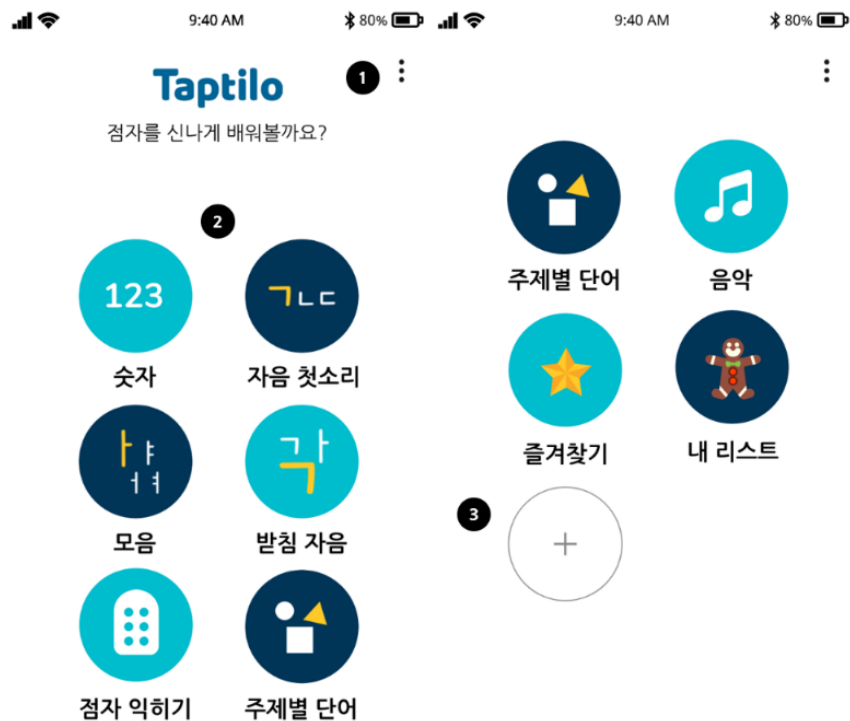 9:40 AM
80%
Taptilo
1
점자를 신나게 배워볼까요?
2
123
ㄱㄴㄷ
숫자
자음 첫소리
ㅏㅑ
ㅓㅕ
각
모음
받침 자음
점자 익히기
주제별 단어
9:40 AM
80%
주제별 단어
음악
즐겨찾기
내 리스트
3
+